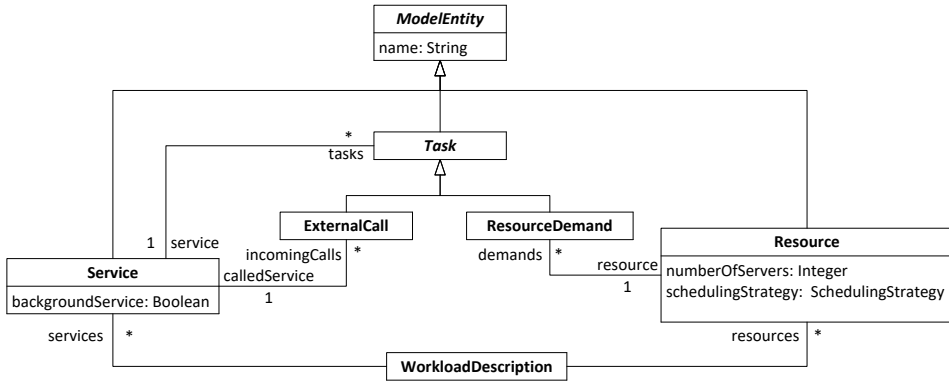 ModelEntity
name: String
*
tasks
Task
1 service
ExternalCall
ResourceDemand
Resource
incomingCalls *
demands *
resource
1
numberOfServers: Integer
schedulingStrategy: SchedulingStrategy
Service
calledService
1
backgroundService: Boolean
services *
resources *
WorkloadDescription